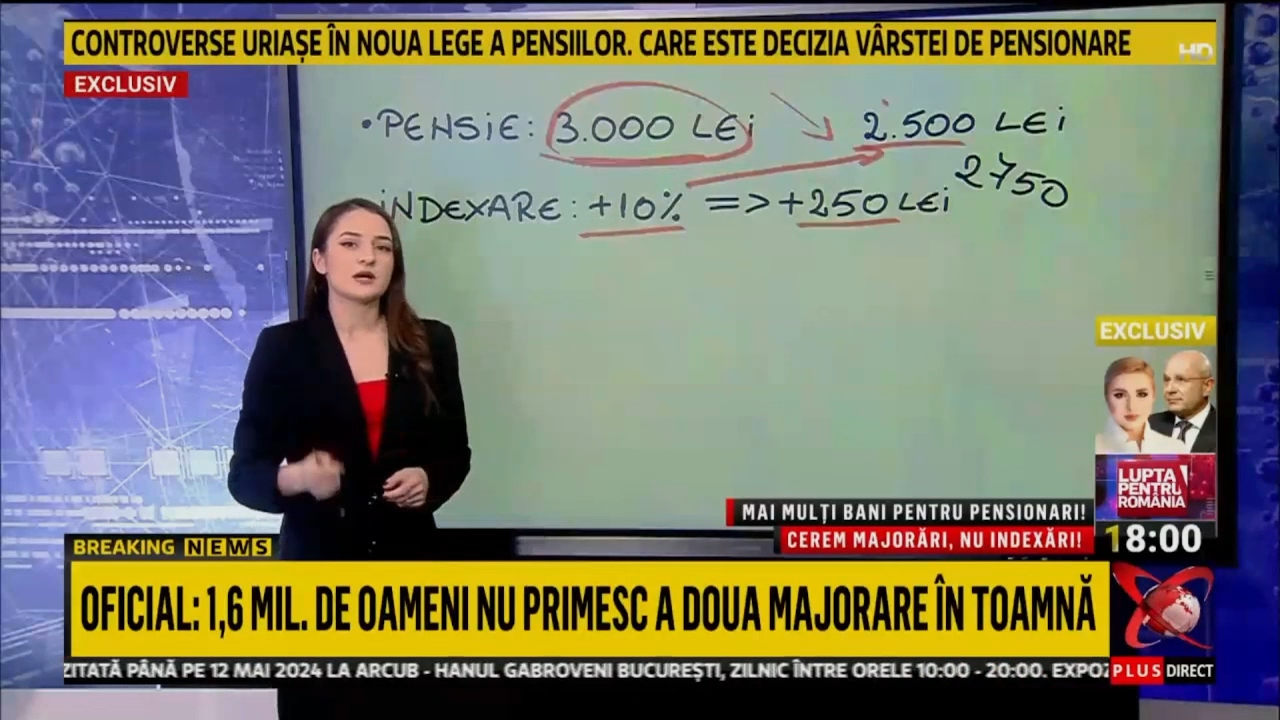 CONTROVERSE URIAȘE ÎN NOUA LEGE A PENSIILOR. CARE ESTE DECIZIA VÂRSTEI DE PENSIONARE
HD
EXCLUSIV
•PENSIE: 3.000 LEI 2.500 LEI
INDEXARE: +10% => +250 LEI 2750
EXCLUSIV
LUPTA
PENTRU
ROMÂNIA
MAI MULȚI BANI PENTRU PENSIONARI!
CEREM MAJORĂRI, NU INDEXĂRI!
18:00
BREAKING NEWS
OFICIAL: 1,6 MIL. DE OAMENI NU PRIMESC A DOUA MAJORARE ÎN TOAMNĂ
ZITATĂ PÂNĂ PE 12 MAI 2024 LA ARCUB - HANUL GABROVENI BUCUREȘTI, ZILNIC ÎNTRE ORELE 10:00 - 20:00. EXPOZ
PLUS DIRECT